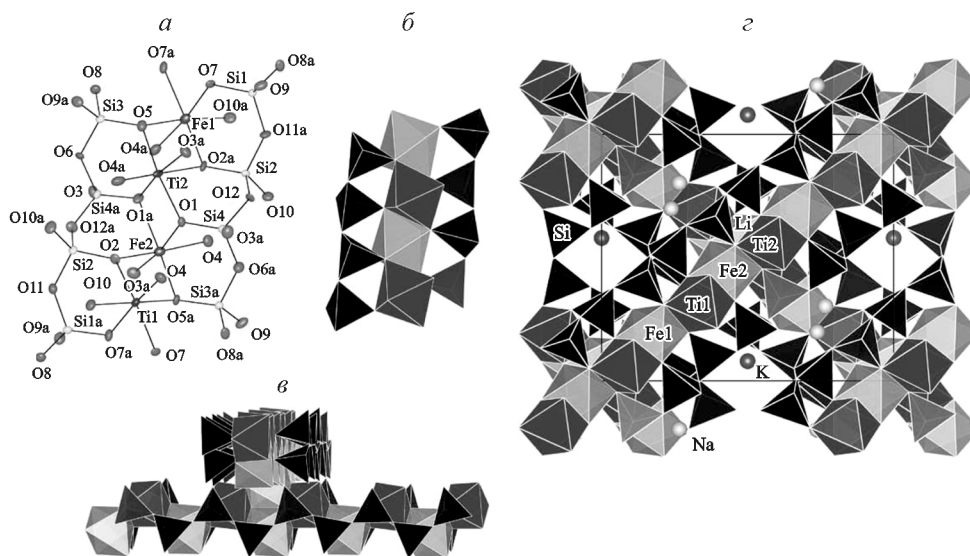 а
б
г
O7a
O7
Si1
O8a
O8
O9
O9a
Si3
O5
O10a
Fe1
O11a
O4a
O3a
O6
O4a
O2a
Si2
Ti2
O3
O12
O10
Si4a
O1a
O1
Si4
O10a
O12a
O3a
Fe2
O2
O4
Si2
O6a
O10
O3a
O4
O11
Si3a
Ti1
O5a
O9a
Si1a
O9
O8
O7a
O7
O8a
в
Li
Si
Ti2
Fe2
Ti1
Fe1
K
Na